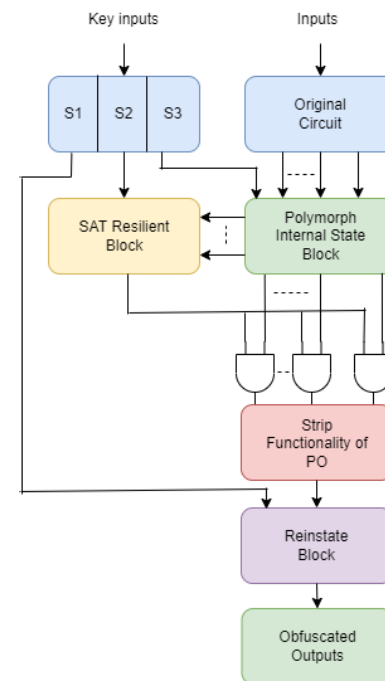 Key inputs
Inputs
S1
S2
S3
Original
Circuit
SAT Resilient
Block
Polymorph
Internal State
Block
Strip
Functionality of
PO
Reinstate
Block
Obfuscated
Outputs